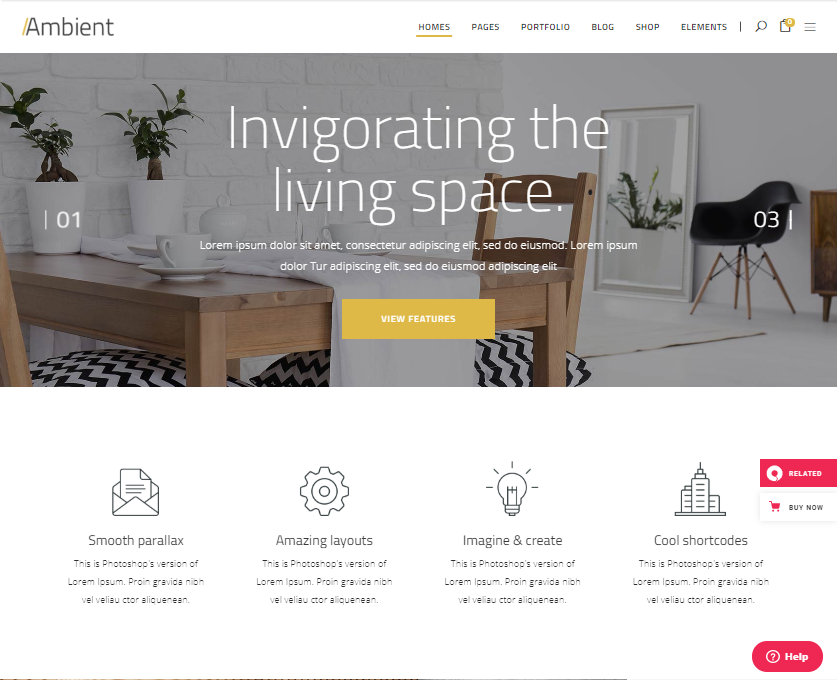 /Ambient
HOMES PAGES PORTFOLIO BLOG SHOP ELEMENTS
0
Invigorating the
living space.
01
03
Lorem ipsum dolor sit amet, consectetur adipiscing elit, sed do eiusmod. Lorem ipsum
dolor Tur adipiscing elit, sed do eiusmod adipiscing elit
VIEW FEATURES
RELATED
BUY NOW
Smooth parallax
This is Photoshop's version of
Lorem Ipsum. Proin gravida nibh
vel veliau ctor aliquenean.
Amazing layouts
This is Photoshop's version of
Lorem Ipsum. Proin gravida nibh
vel veliau ctor aliquenean.
Imagine & create
This is Photoshop's version of
Lorem Ipsum. Proin gravida nibh
vel veliau ctor aliquenean.
Cool shortcodes
This is Photoshop's version of
Lorem Ipsum. Proin gravida nibh
vel veliau ctor aliquenean.
Help